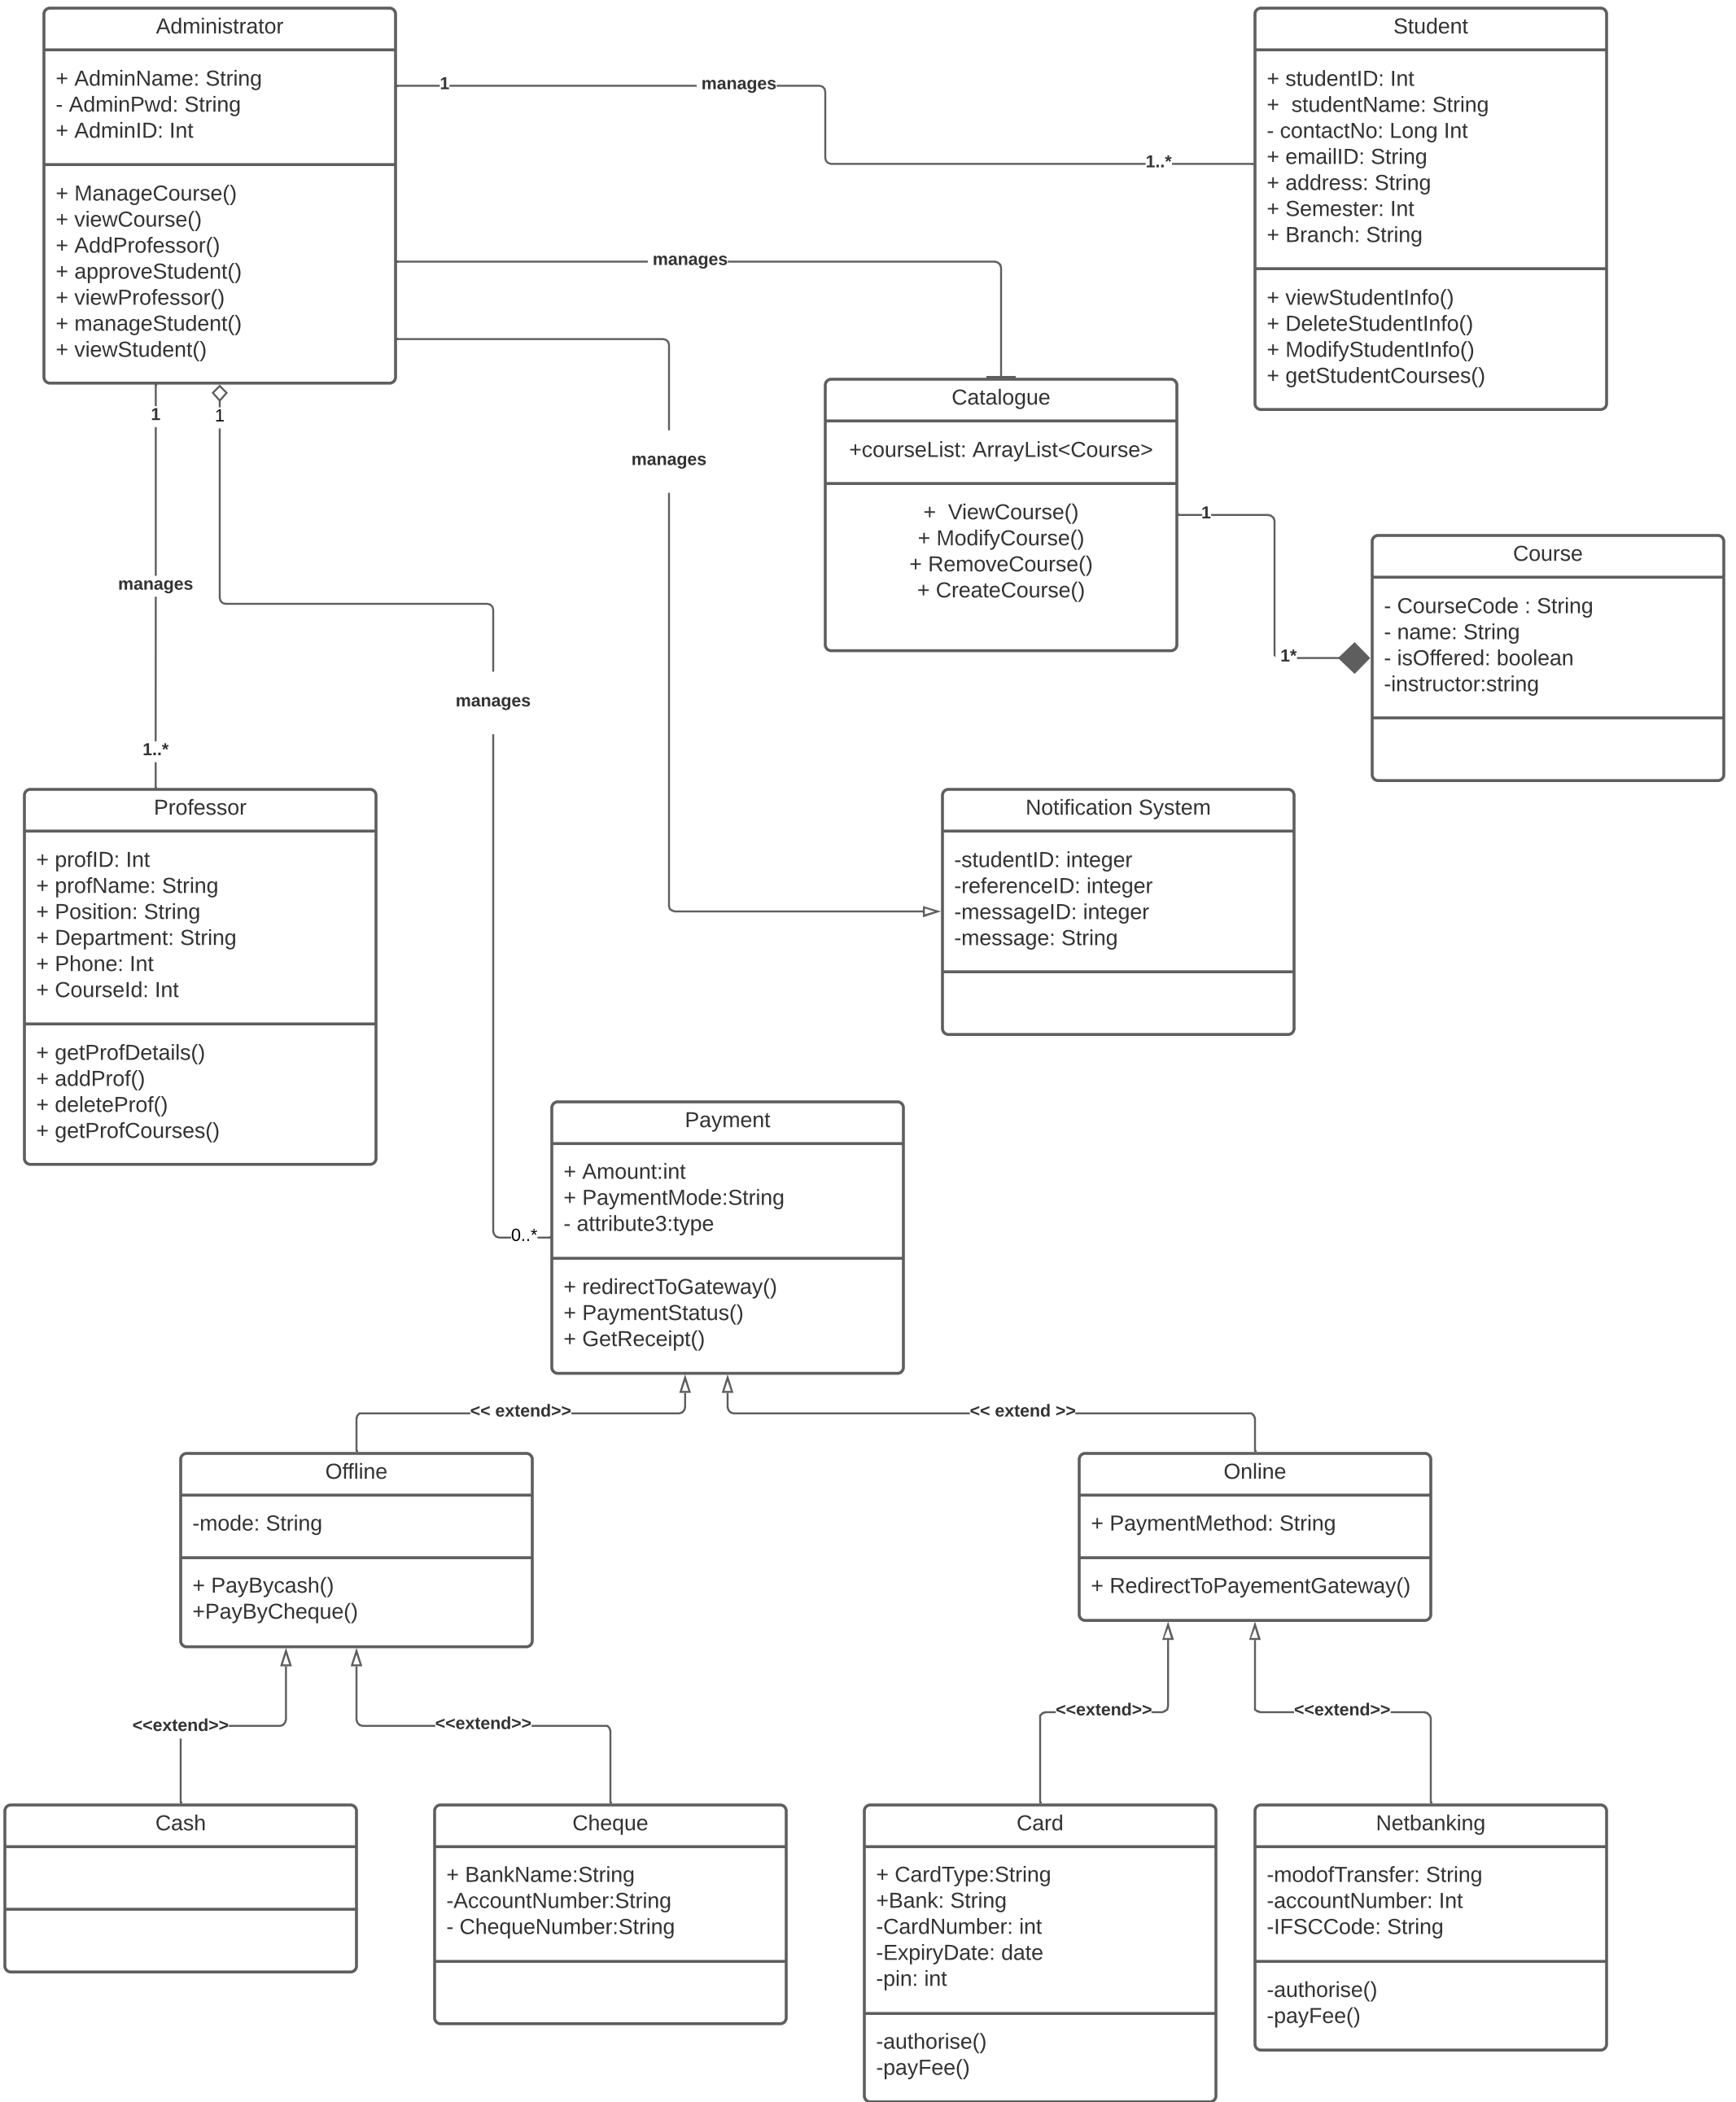 Administrator
+ AdminName: String
- AdminPwd: String
+ AdminID: Int
+ ManageCourse()
+ viewCourse()
+ AddProfessor()
+ approveStudent()
+ viewProfessor()
+ manageStudent()
+ viewStudent()
1
manages
1..*
Student
+ studentID: Int
+  studentName: String
- contactNo: Long Int
+ emailID: String
+ address: String
+ Semester: Int
+ Branch: String
+ viewStudentInfo()
+ DeleteStudentInfo()
+ ModifyStudentInfo()
+ getStudentCourses()
manages
Catalogue
+courseList: ArrayList<Course>
+  ViewCourse()
+ ModifyCourse()
+ RemoveCourse()
+ CreateCourse()
1
1*
Course
- CourseCode : String
- name: String
- isOffered: boolean
-instructor:string
manages
Notification System
-studentID: integer
-referenceID: integer
-messageID: integer
-message: String
1
manages
1..*
Professor
+ profID: Int
+ profName: String
+ Position: String
+ Department: String
+ Phone: Int
+ CourseId: Int
+ getProfDetails()
+ addProf()
+ deleteProf()
+ getProfCourses()
1
manages
0..*
Payment
+ Amount:int
+ PaymentMode:String
- attribute3:type
+ redirectToGateway()
+ PaymentStatus()
+ GetReceipt()
<< extend>>
<< extend >>
Offline
-mode: String
+ PayBycash()
+PayByCheque()
Online
+ PaymentMethod: String
+ RedirectToPayementGateway()
<<extend>>
<<extend>>
<<extend>>
<<extend>>
Cash
Cheque
+ BankName:String
-AccountNumber:String
- ChequeNumber:String
Card
+ CardType:String
+Bank: String
-CardNumber: int
-ExpiryDate: date
-pin: int
-authorise()
-payFee()
Netbanking
-modofTransfer: String
-accountNumber: Int
-IFSCCode: String
-authorise()
-payFee()